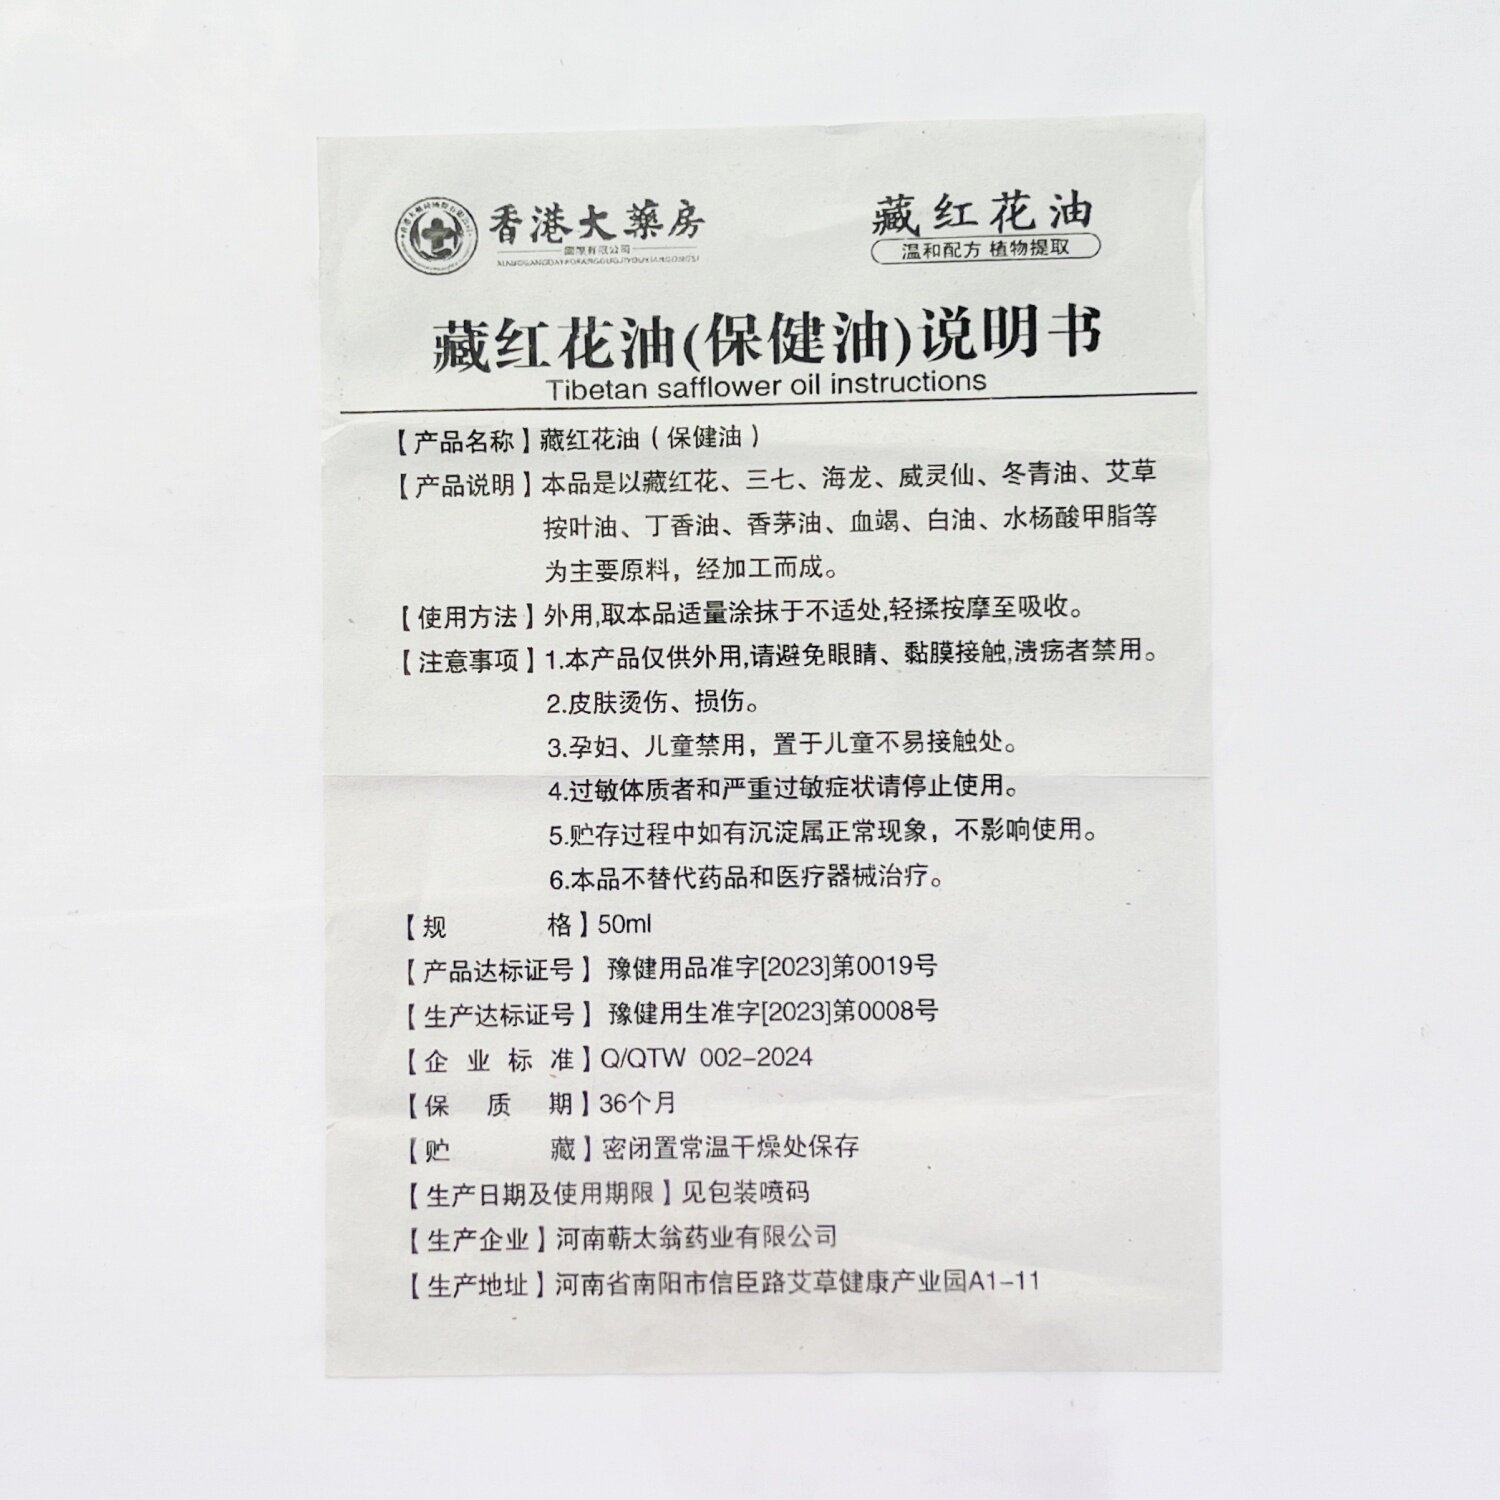 香港大藥房
國際有限公司
藏红花油
温和配方 植物提取
藏红花油(保健油)说明书
Tibetan safflower oil instructions
【产品名称】藏红花油（保健油）
【产品说明】本品是以藏红花、三七、海龙、威灵仙、冬青油、艾草
按叶油、丁香油、香茅油、血竭、白油、水杨酸甲脂等
为主要原料，经加工而成。
【使用方法】外用,取本品适量涂抹于不适处,轻揉按摩至吸收。
【注意事项】1.本产品仅供外用,请避免眼睛、黏膜接触,溃疡者禁用。
2.皮肤烫伤、损伤。
3.孕妇、儿童禁用，置于儿童不易接触处。
4.过敏体质者和严重过敏症状请停止使用。
5.贮存过程中如有沉淀属正常现象，不影响使用。
6.本品不替代药品和医疗器械治疗。
【规 格】50ml
【产品达标证号】豫健用品准字[2023]第0019号
【生产达标证号】豫健用生准字[2023]第0008号
【企业标准】Q/QTW 002-2024
【保质期】36个月
【贮 藏】密闭置常温干燥处保存
【生产日期及使用期限】见包装喷码
【生产企业】河南蕲太翁药业有限公司
【生产地址】河南省南阳市信臣路艾草健康产业园A1-11